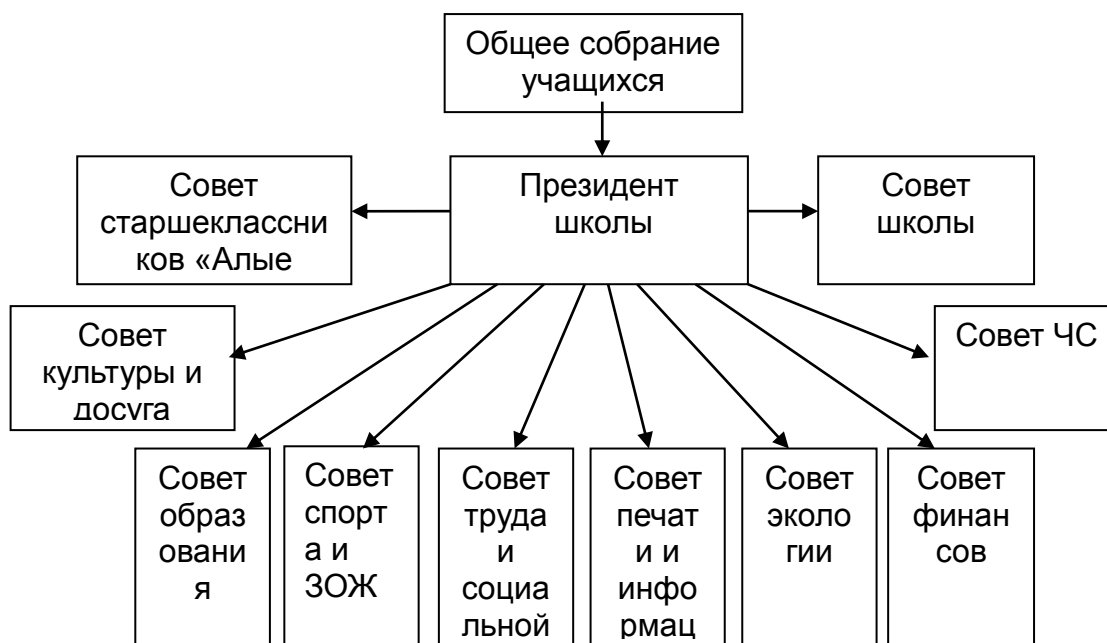 Общее собрание
учащихся
Совет
старшеклассни
ков «Алые
Президент
школы
Совет
школы
Совет
культуры и
досуга
Совет ЧС
Совет
образ
овани
я
Совет
спорт
а и
ЗОЖ
Совет
труда
и
социа
льной
Совет
печат
и и
инфо
рмац
Совет
эколо
гии
Совет
финан
сов